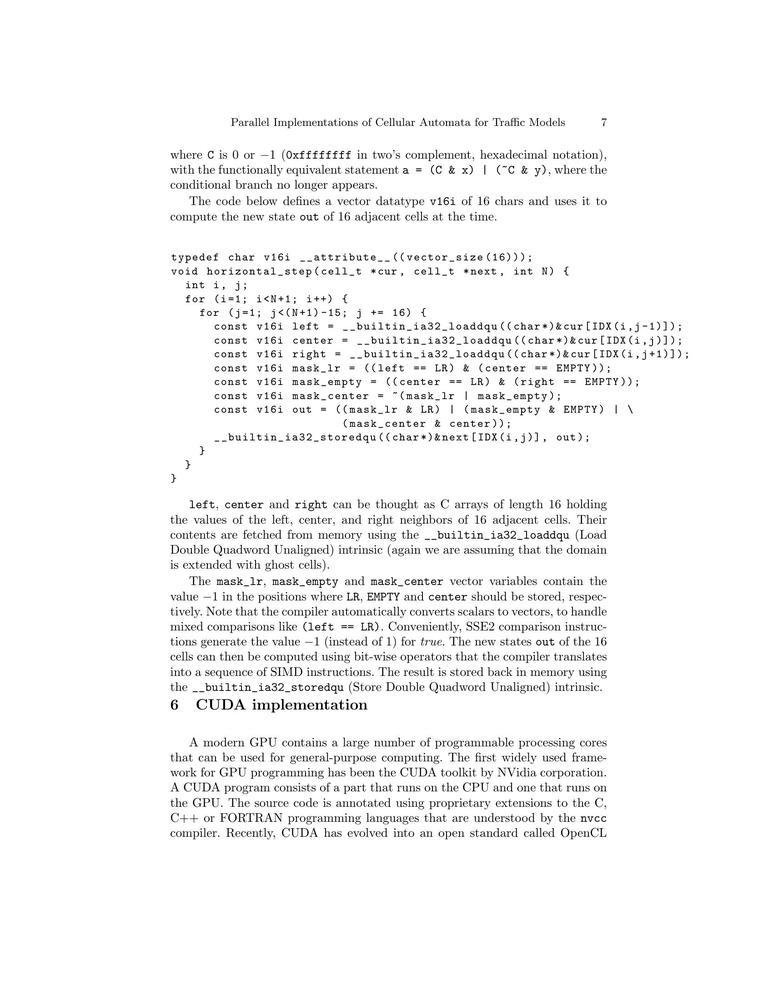 Parallel Implementations of Cellular Automata for Traffic Models 7
where C is 0 or −1 (0xffffffff in two's complement, hexadecimal notation),
with the functionally equivalent statement a = (C & x) | (~C & y), where the
conditional branch no longer appears.
The code below defines a vector datatype v16i of 16 chars and uses it to
compute the new state out of 16 adjacent cells at the time.
typedef char v16i __attribute__((vector_size(16)));
void horizontal_step(cell_t *cur, cell_t *next, int N) {
  int i, j;
  for (i=1; i<N+1; i++) {
    for (j=1; j<(N+1)-15; j += 16) {
      const v16i left = __builtin_ia32_loaddqu((char*)&cur[IDX(i,j-1)]);
      const v16i center = __builtin_ia32_loaddqu((char*)&cur[IDX(i,j)]);
      const v16i right = __builtin_ia32_loaddqu((char*)&cur[IDX(i,j+1)]);
      const v16i mask_lr = ((left == LR) & (center == EMPTY));
      const v16i mask_empty = ((center == LR) & (right == EMPTY));
      const v16i mask_center = ~(mask_lr | mask_empty);
      const v16i out = ((mask_lr & LR) | (mask_empty & EMPTY) | \
                        (mask_center & center));
      __builtin_ia32_storedqu((char*)&next[IDX(i,j)], out);
    }
  }
}
left, center and right can be thought as C arrays of length 16 holding
the values of the left, center, and right neighbors of 16 adjacent cells. Their
contents are fetched from memory using the __builtin_ia32_loaddqu (Load
Double Quadword Unaligned) intrinsic (again we are assuming that the domain
is extended with ghost cells).
The mask_lr, mask_empty and mask_center vector variables contain the
value −1 in the positions where LR, EMPTY and center should be stored, respec-
tively. Note that the compiler automatically converts scalars to vectors, to handle
mixed comparisons like (left == LR). Conveniently, SSE2 comparison instruc-
tions generate the value −1 (instead of 1) for true. The new states out of the 16
cells can then be computed using bit-wise operators that the compiler translates
into a sequence of SIMD instructions. The result is stored back in memory using
the __builtin_ia32_storedqu (Store Double Quadword Unaligned) intrinsic.
6 CUDA implementation
A modern GPU contains a large number of programmable processing cores
that can be used for general-purpose computing. The first widely used frame-
work for GPU programming has been the CUDA toolkit by NVidia corporation.
A CUDA program consists of a part that runs on the CPU and one that runs on
the GPU. The source code is annotated using proprietary extensions to the C,
C++ or FORTRAN programming languages that are understood by the nvcc
compiler. Recently, CUDA has evolved into an open standard called OpenCL